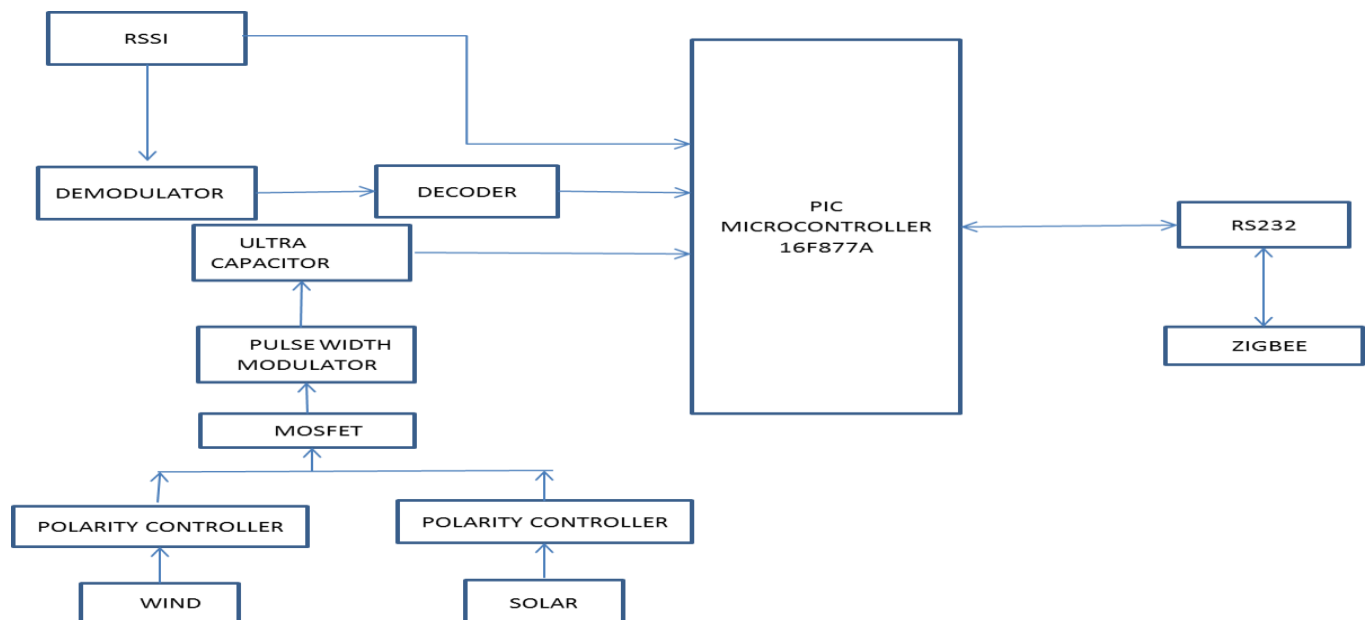 RSSI
DEMODULATOR
DECODER
ULTRA
CAPACITOR
PULSE WIDTH
MODULATOR
MOSFET
POLARITY CONTROLLER
POLARITY CONTROLLER
WIND
SOLAR
PIC
MICROCONTROLLER
16F877A
RS232
ZIGBEE